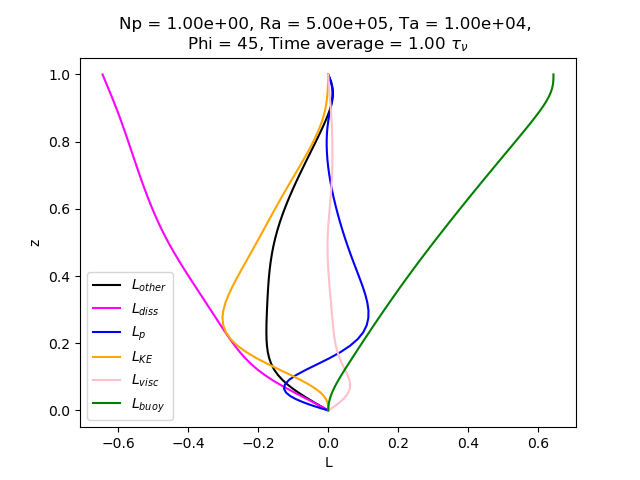 Np = 1.00e+00, Ra = 5.00e+05, Ta = 1.00e+04,
Phi = 45, Time average = 1.00 τ_ν
1.0
0.8
0.6
0.4
0.2
0.0
z
L_other
L_diss
L_p
L_KE
L_visc
L_buoy
−0.6 −0.4 −0.2 0.0 0.2 0.4 0.6
L